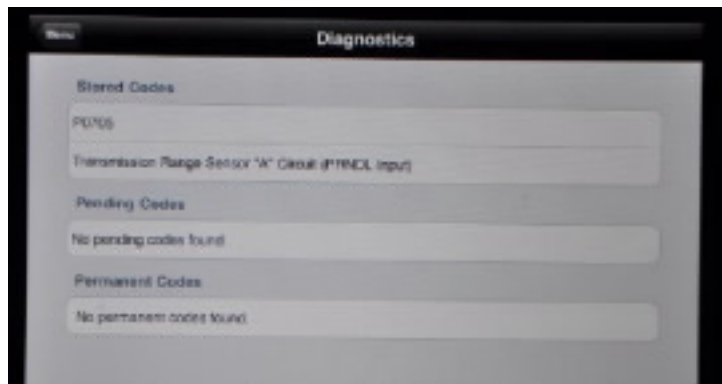 Menu
Diagnostics
Stored Codes
P0705
Transmission Range Sensor "A" Circuit (PRNDL Input)
Pending Codes
No pending codes found
Permanent Codes
No permanent codes found